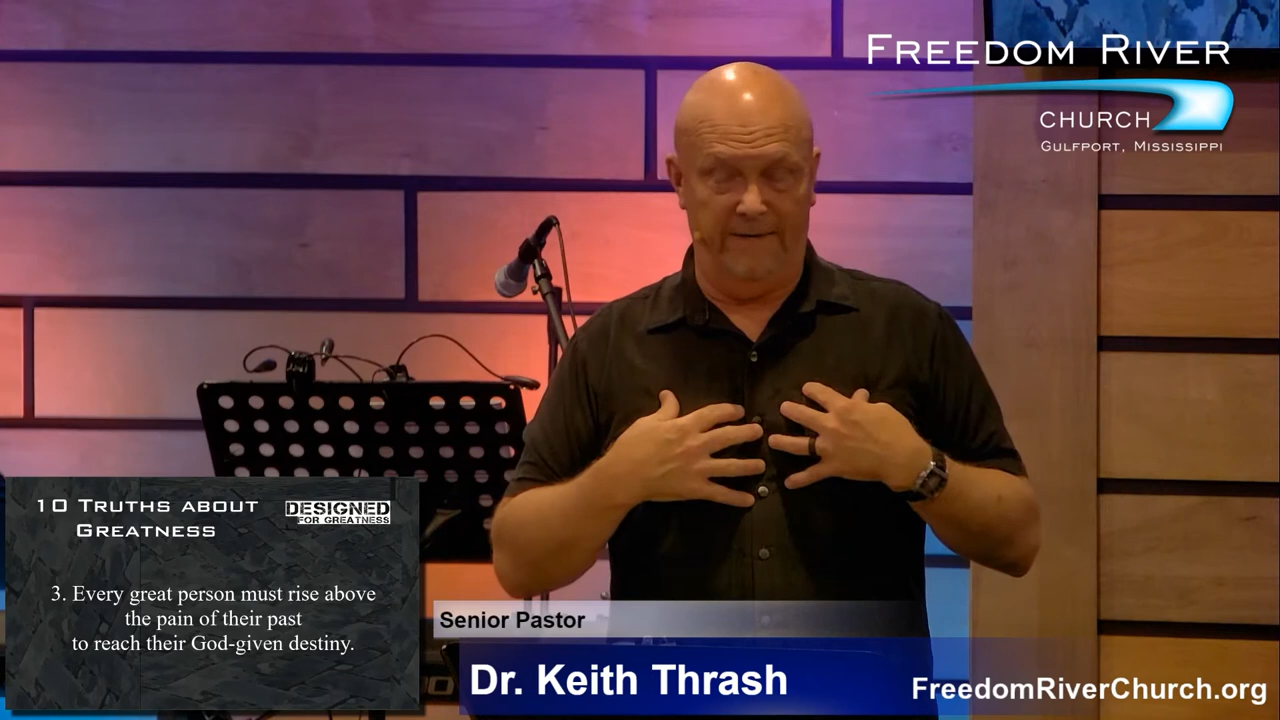 FREEDOM RIVER
CHURCH
GULFPORT, MISSISSIPPI
10 TRUTHS ABOUT
GREATNESS
DESIGNED
FOR GREATNESS
3. Every great person must rise above
the pain of their past
to reach their God-given destiny.
Senior Pastor
Dr. Keith Thrash
FreedomRiverChurch.org